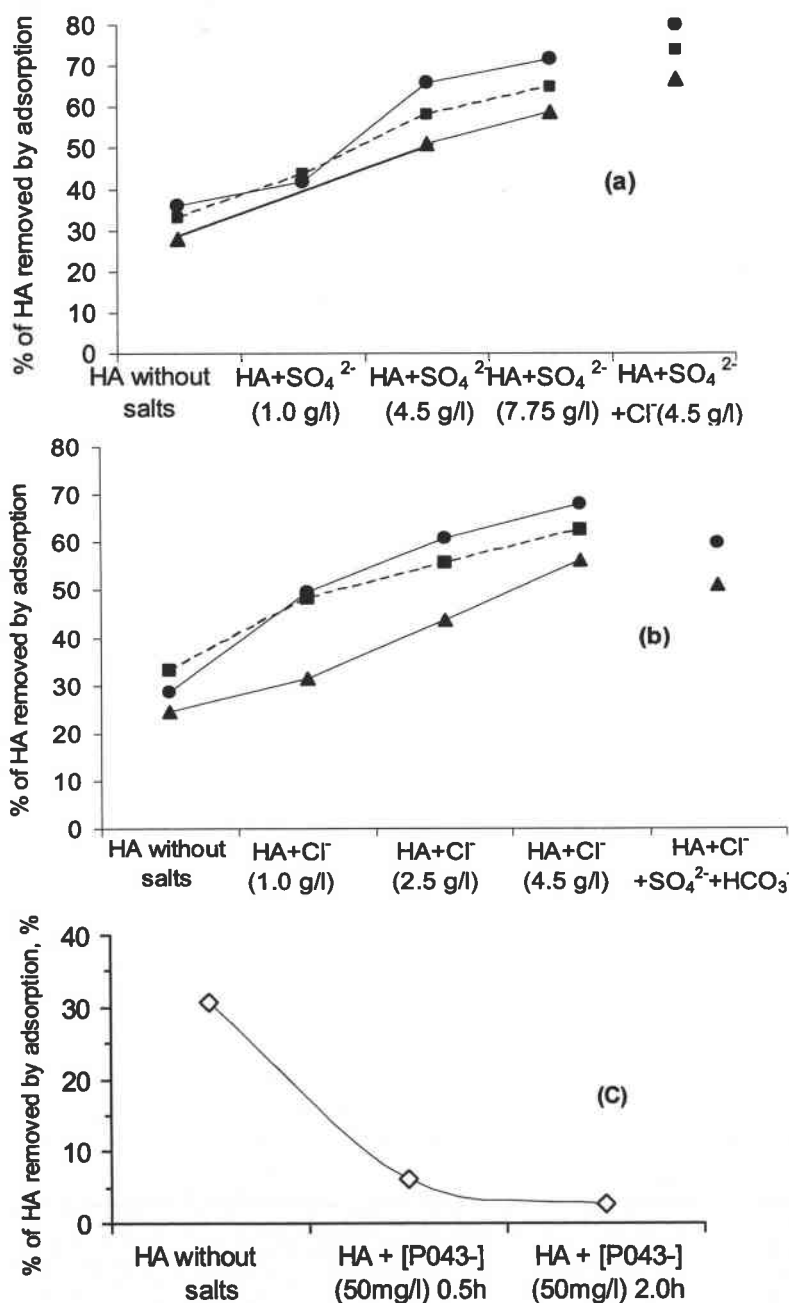 % of HA removed by adsorption
80
70
60
50
40
30
20
10
0
(a)
HA without salts
HA+SO₄ ²⁻ (1.0 g/l)
HA+SO₄ ²⁻ (4.5 g/l)
HA+SO₄ ²⁻ (7.75 g/l)
HA+SO₄ ²⁻ +Cl⁻(4.5 g/l)
% of HA removed by adsorption
80
70
60
50
40
30
20
10
0
(b)
HA without salts
HA+Cl⁻ (1.0 g/l)
HA+Cl⁻ (2.5 g/l)
HA+Cl⁻ (4.5 g/l)
HA+Cl⁻ +SO₄²⁻+HCO₃⁻
% of HA removed by adsorption, %
40
30
20
10
0
(C)
HA without salts
HA + [P043-] (50mg/l) 0.5h
HA + [P043-] (50mg/l) 2.0h